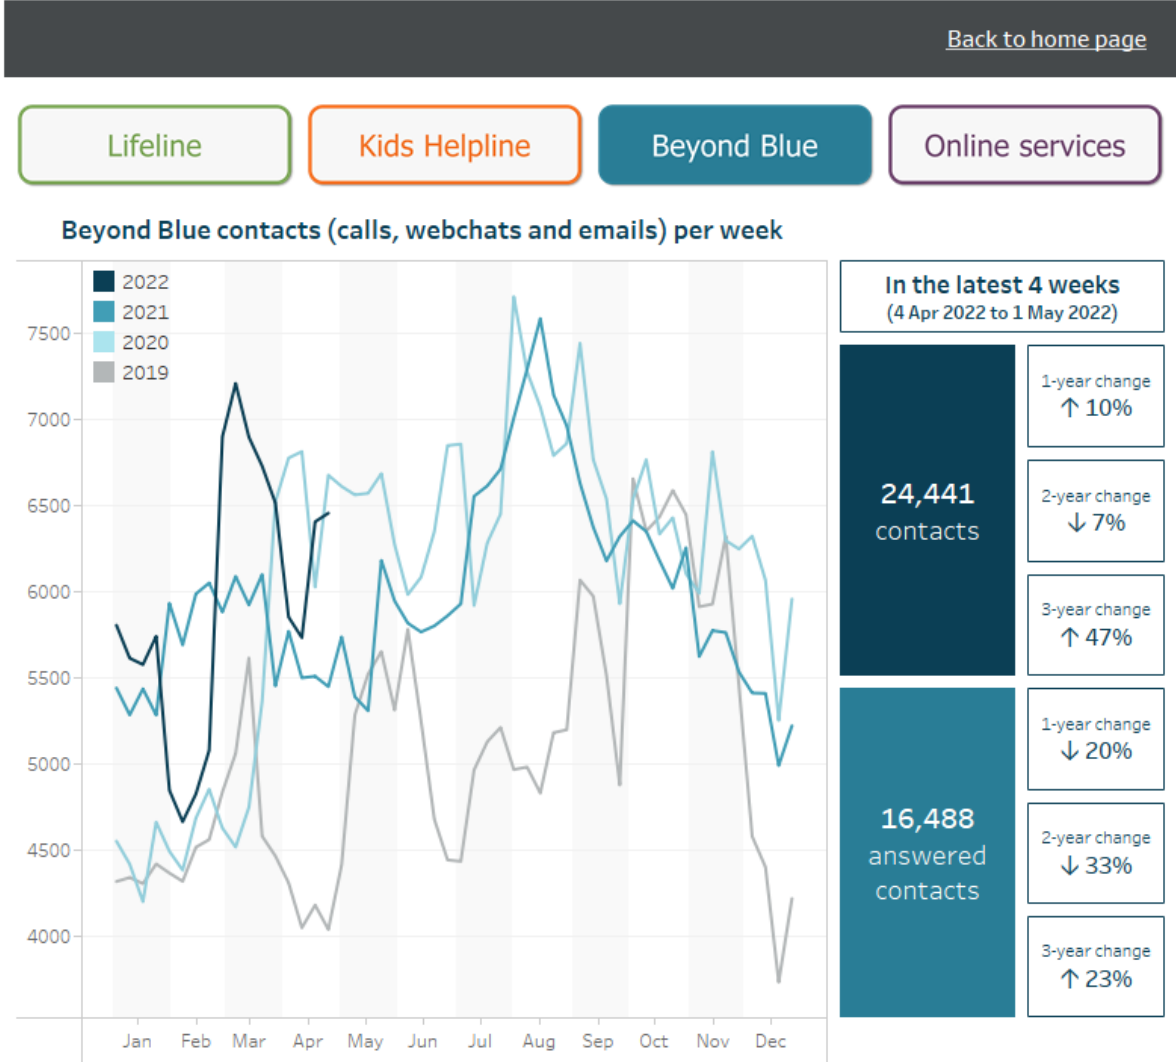 Back to home page
Lifeline
Kids Helpline
Beyond Blue
Online services
Beyond Blue contacts (calls, webchats and emails) per week
2022
2021
2020
2019
7500
7000
6500
6000
5500
5000
4500
4000
Jan Feb Mar Apr May Jun Jul Aug Sep Oct Nov Dec
In the latest 4 weeks
(4 Apr 2022 to 1 May 2022)
24,441
contacts
1-year change
↑ 10%
2-year change
↓ 7%
3-year change
↑ 47%
16,488
answered
contacts
1-year change
↓ 20%
2-year change
↓ 33%
3-year change
↑ 23%